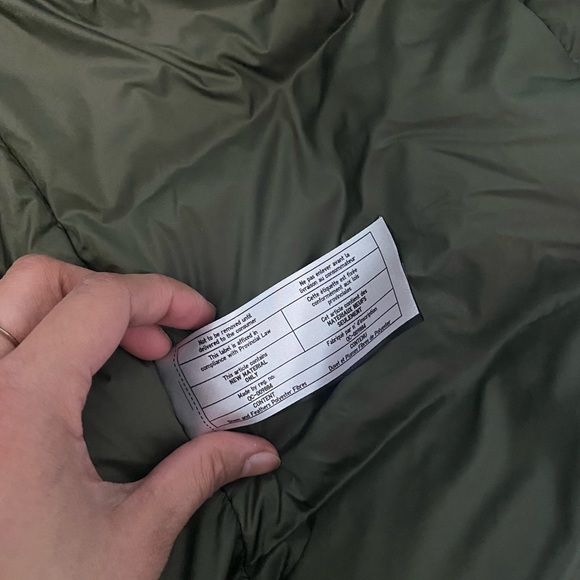 Not to be removed until
delivered to the consumer
This label is affixed in
compliance with Provincial Law
This article contains
NEW MATERIAL
ONLY
Made by reg. no.
CONTENT
Down and Feathers Polyester Fibres
Ne pas enlever avant la
livraison au consommateur
Cette étiquette est fixée
conformément aux lois
provinciales
Cet article contient des
MATERIAUX NEUFS
SEULEMENT
Fabriqué par n° d'inscription
CONTENU
Duvet et Plumes Fibres de Polyester